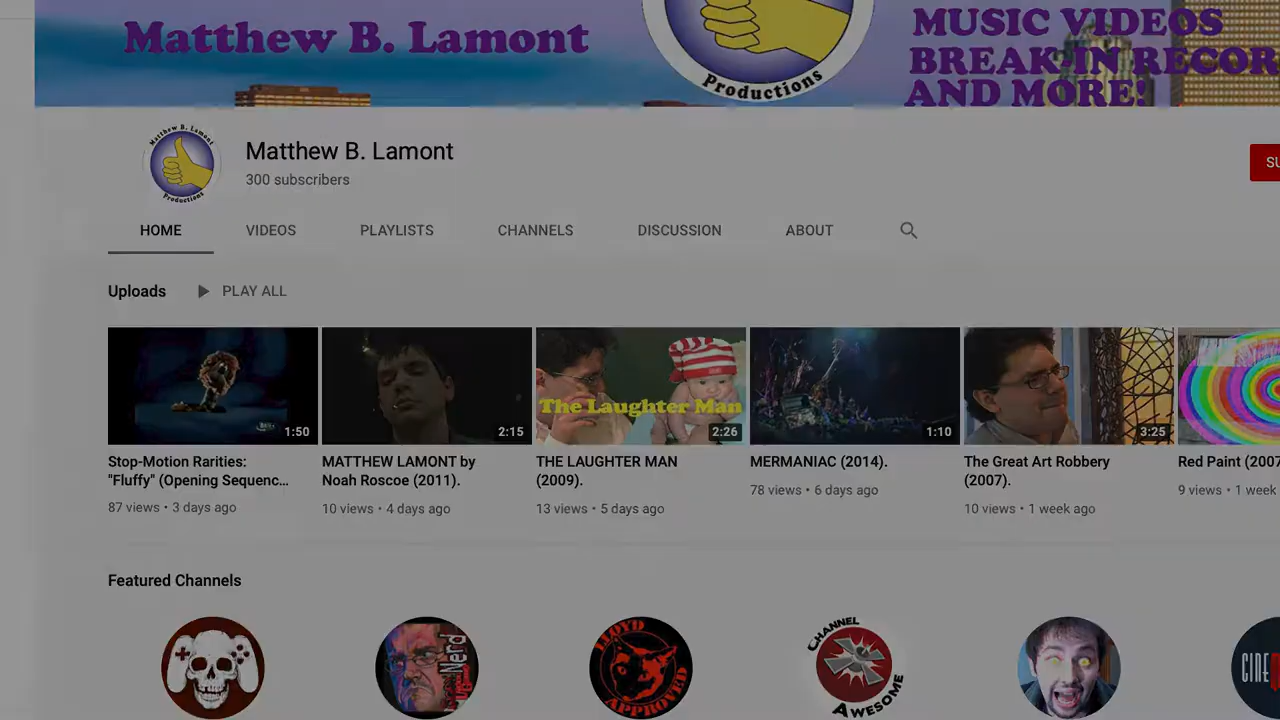 Matthew B. Lamont
Productions
MUSIC VIDEOS
BREAK-IN RECOR
AND MORE!
Matthew B. Lamont
Productions
Matthew B. Lamont
300 subscribers
SU
HOME
VIDEOS
PLAYLISTS
CHANNELS
DISCUSSION
ABOUT
Uploads
PLAY ALL
1:50
2:15
The Laughter Man
2:26
1:10
3:25
Stop-Motion Rarities:
"Fluffy" (Opening Sequenc...
87 views • 3 days ago
MATTHEW LAMONT by
Noah Roscoe (2011).
10 views • 4 days ago
THE LAUGHTER MAN
(2009).
13 views • 5 days ago
MERMANIAC (2014).
78 views • 6 days ago
The Great Art Robbery
(2007).
10 views • 1 week ago
Red Paint (2007
9 views • 1 week
Featured Channels
Nerd
LLOYD
APPROVED
CHANNEL
AWESOME
CINE